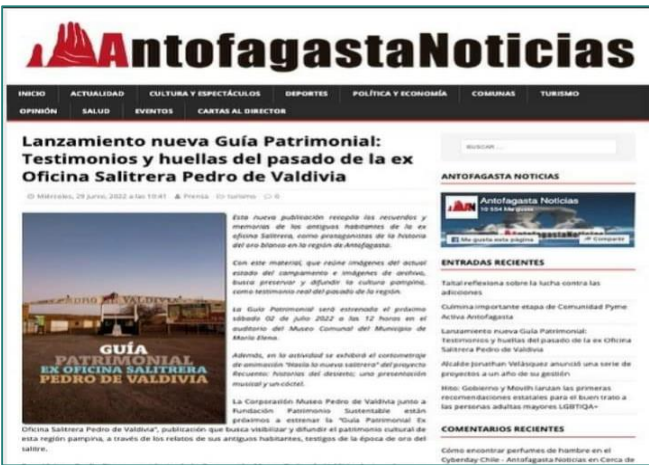 AntofagastaNoticias
INICIO ACTUALIDAD CULTURA Y ESPECTÁCULOS DEPORTES POLÍTICA Y ECONOMÍA COMUNAS TURISMO
OPINIÓN SALUD EVENTOS CARTAS AL DIRECTOR
Lanzamiento nueva Guía Patrimonial:
Testimonios y huellas del pasado de la ex
Oficina Salitrera Pedro de Valdivia
Miércoles, 29 junio, 2022 a las 10:41 Prensa turismo 0
PEDRO DE VALDIVIA
GUÍA
PATRIMONIAL
EX OFICINA SALITRERA
PEDRO DE VALDIVIA
Esta nueva publicación recopila los recuerdos y
memorias de los antiguos habitantes de la ex
oficina Salitrera, como protagonistas de la historia
del oro blanco en la región de Antofagasta.
Con este material, que reúne imágenes del actual
estado del campamento e imágenes de archivo,
busca preservar y difundir la cultura pampina,
como testimonio real del pasado de la región.
La Guía Patrimonial será estrenada el próximo
sábado 02 de julio 2022 a las 12 horas en el
auditorio del Museo Comunal del Municipio de
María Elena.
Además, en la actividad se exhibirá el cortometraje
de animación "Hacia la nueva salitrera" del proyecto
Recuerdo: historias del desierto; una presentación
musical y un cóctel.
La Corporación Museo Pedro de Valdivia junto a
Fundación Patrimonio Sustentable están
próximos a estrenar la "Guía Patrimonial Ex
Oficina Salitrera Pedro de Valdivia", publicación que busca visibilizar y difundir el patrimonio cultural de
esta región pampina, a través de los relatos de sus antiguos habitantes, testigos de la época de oro del
salitre.
BUSCAR ...
ANTOFAGASTA NOTICIAS
Antofagasta Noticias
10 554 Me gusta
Me gusta esta página Compartir
ENTRADAS RECIENTES
Taltal reflexiona sobre la lucha contra las
adicciones
Culmina importante etapa de Comunidad Pyme
Activa Antofagasta
Lanzamiento nueva Guía Patrimonial:
Testimonios y huellas del pasado de la ex Oficina
Salitrera Pedro de Valdivia
Alcalde Jonathan Velásquez anunció una serie de
proyectos a un año de su gestión
Hito: Gobierno y Movilh lanzan las primeras
recomendaciones estatales para el buen trato a
las personas adultas mayores LGBTIQA+
COMENTARIOS RECIENTES
Cómo encontrar perfumes de hombre en el
Cyberday Chile - Antofagasta Noticias en Cerca de